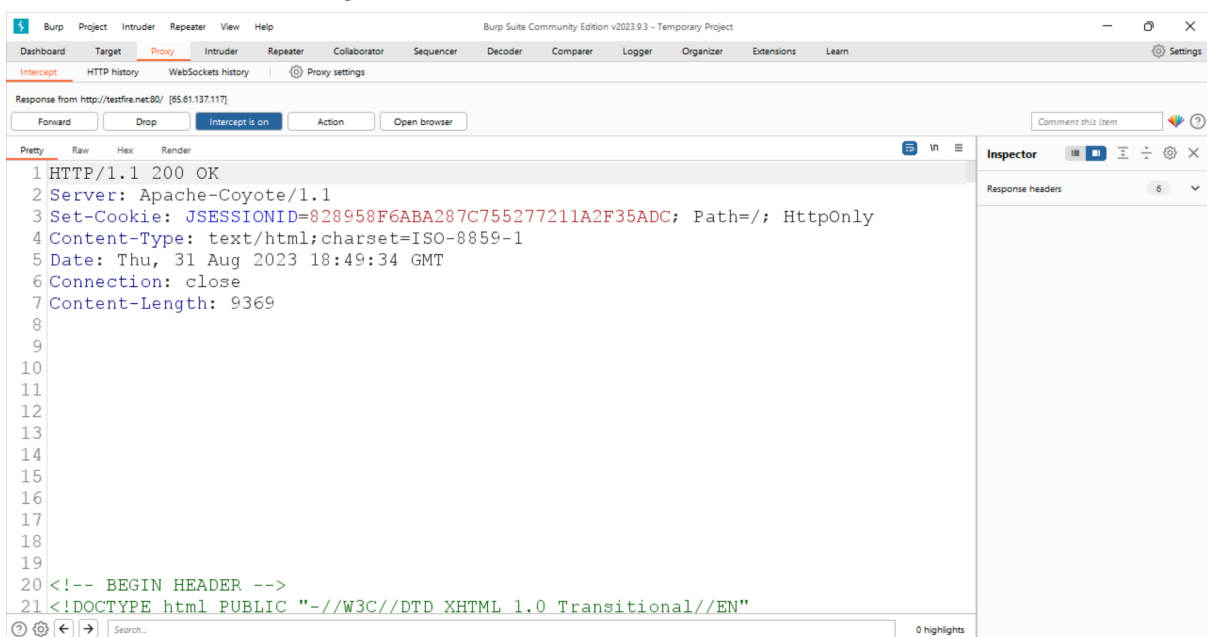 Burp Project Intruder Repeater View Help Burp Suite Community Edition v2023.9.3 - Temporary Project
Dashboard Target Proxy Intruder Repeater Collaborator Sequencer Decoder Comparer Logger Organizer Extensions Learn Settings
Intercept HTTP history WebSockets history Proxy settings
Response from http://testfire.net:80/ [65.61.137.117]
Forward Drop Intercept is on Action Open browser Comment this item
Pretty Raw Hex Render \n Inspector
Response headers 6
1 HTTP/1.1 200 OK
2 Server: Apache-Coyote/1.1
3 Set-Cookie: JSESSIONID=828958F6ABA287C755277211A2F35ADC; Path=/; HttpOnly
4 Content-Type: text/html;charset=ISO-8859-1
5 Date: Thu, 31 Aug 2023 18:49:34 GMT
6 Connection: close
7 Content-Length: 9369
8
9
10
11
12
13
14
15
16
17
18
19
20 <!-- BEGIN HEADER -->
21 <!DOCTYPE html PUBLIC "-//W3C//DTD XHTML 1.0 Transitional//EN"
Search... 0 highlights